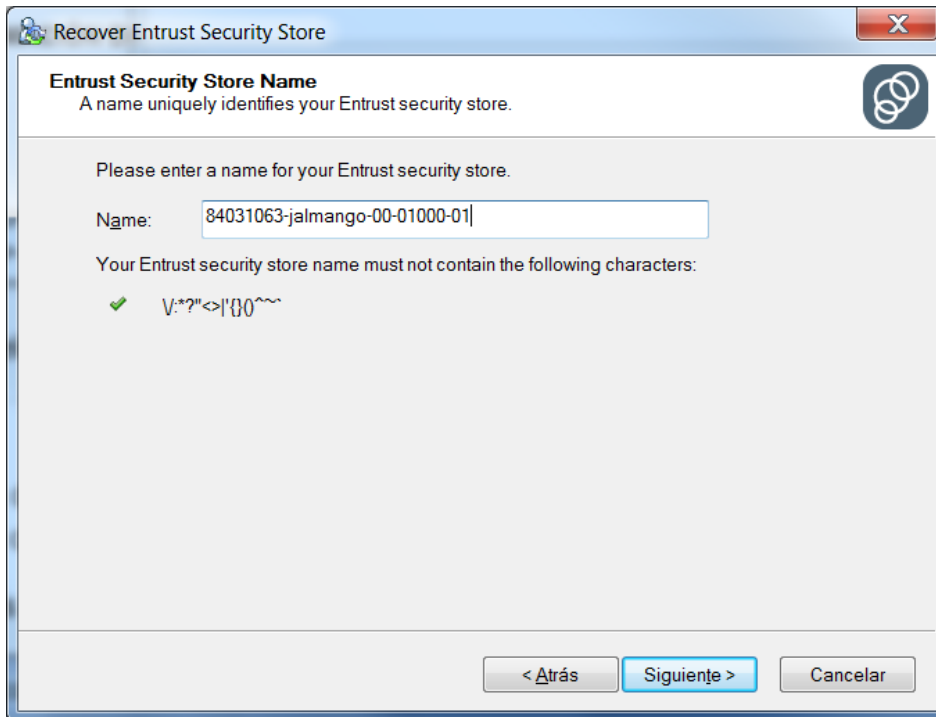 Recover Entrust Security Store
X
Entrust Security Store Name
A name uniquely identifies your Entrust security store.
Please enter a name for your Entrust security store.
Name: 84031063-jalmango-00-01000-01
Your Entrust security store name must not contain the following characters:
\/:*?"<>|'{}()^~`
< Atrás Siguiente > Cancelar